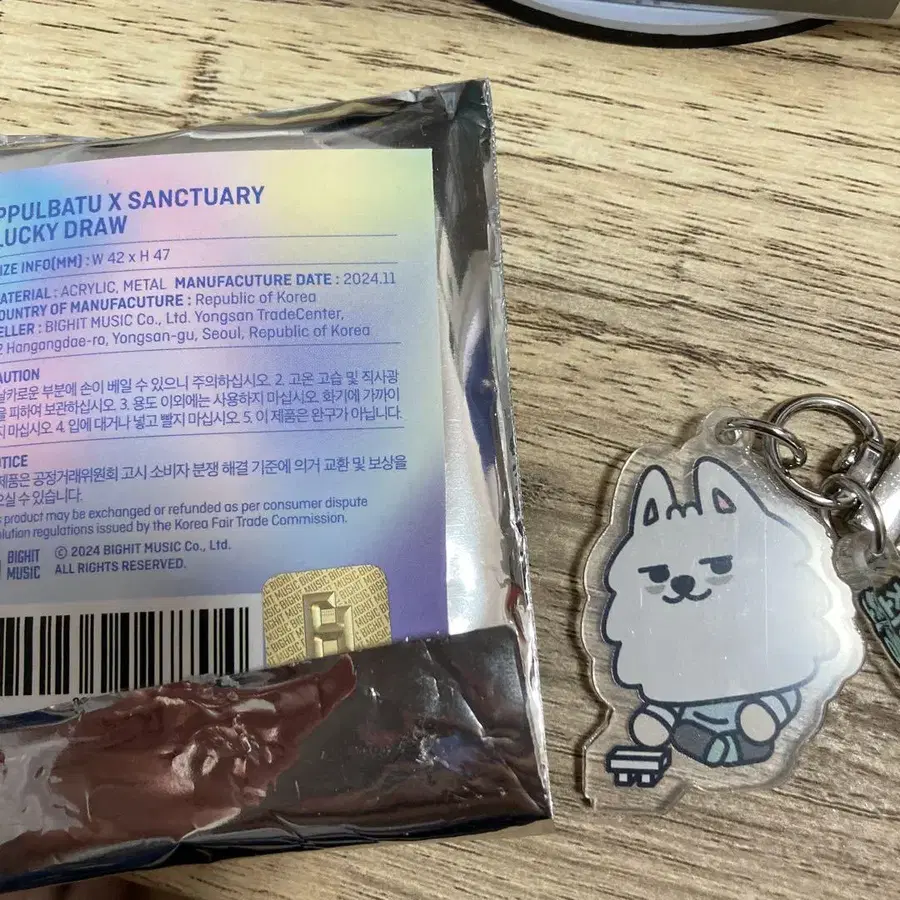 PPULBATU X SANCTUARY
LUCKY DRAW
SIZE INFO(MM) : W 42 x H 47
MATERIAL : ACRYLIC, METAL MANUFACUTURE DATE : 2024.11
COUNTRY OF MANUFACUTURE : Republic of Korea
SELLER : BIGHIT MUSIC Co., Ltd. Yongsan TradeCenter,
Hangangdae-ro, Yongsan-gu, Seoul, Republic of Korea
CAUTION
날카로운 부분에 손이 베일 수 있으니 주의하십시오. 2. 고온 고습 및 직사광
을 피하여 보관하십시오. 3. 용도 이외에는 사용하지 마십시오. 화기에 가까이
지 마십시오. 4. 입에 대거나 넣고 빨지 마십시오. 5. 이 제품은 완구가 아닙니다.
NOTICE
제품은 공정거래위원회 고시 소비자 분쟁 해결 기준에 의거 교환 및 보상을
으실 수 있습니다.
product may be exchanged or refunded as per consumer dispute
resolution regulations issued by the Korea Fair Trade Commission.
BIGHIT MUSIC
© 2024 BIGHIT MUSIC Co., Ltd.
ALL RIGHTS RESERVED.
BIGHIT MUSIC